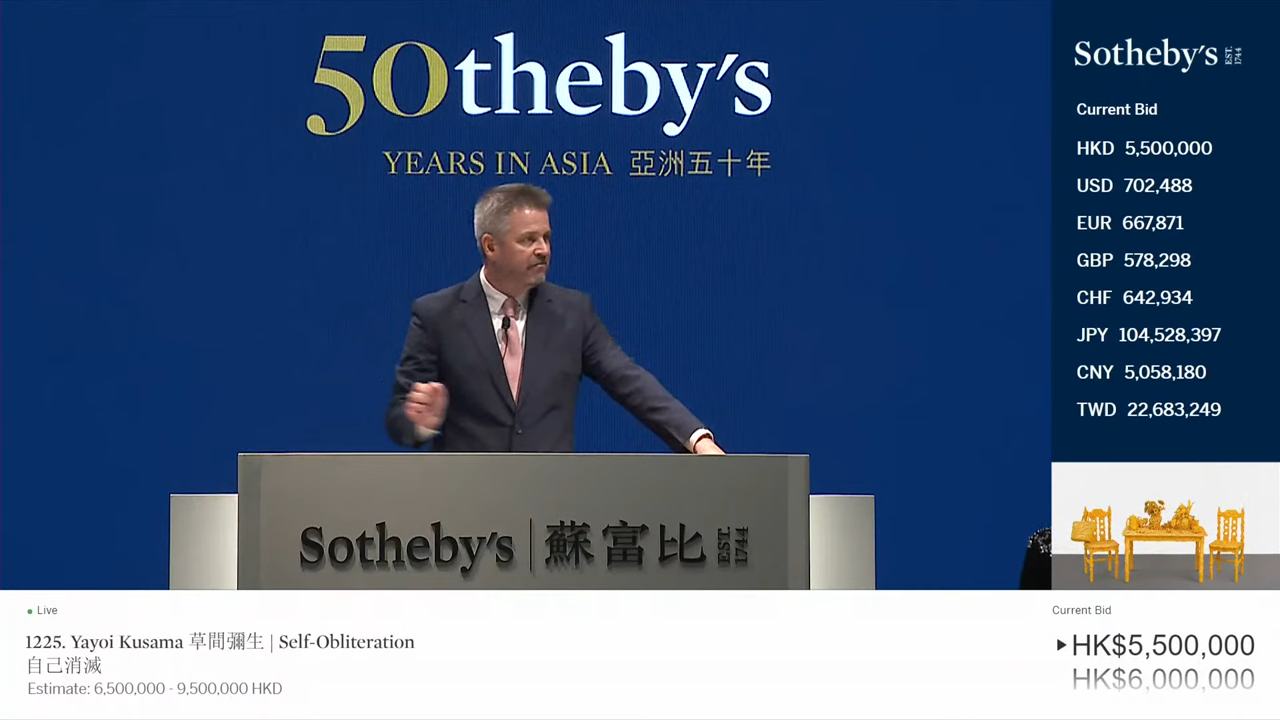 50theby's
YEARS IN ASIA 亞洲五十年
Sotheby's | 蘇富比 EST. 1744
Sotheby's EST. 1744
Current Bid
HKD 5,500,000
USD 702,488
EUR 667,871
GBP 578,298
CHF 642,934
JPY 104,528,397
CNY 5,058,180
TWD 22,683,249
Live
1225. Yayoi Kusama 草間彌生 | Self-Obliteration
自己消滅
Estimate: 6,500,000 - 9,500,000 HKD
Current Bid
HK$5,500,000
HK$6,000,000